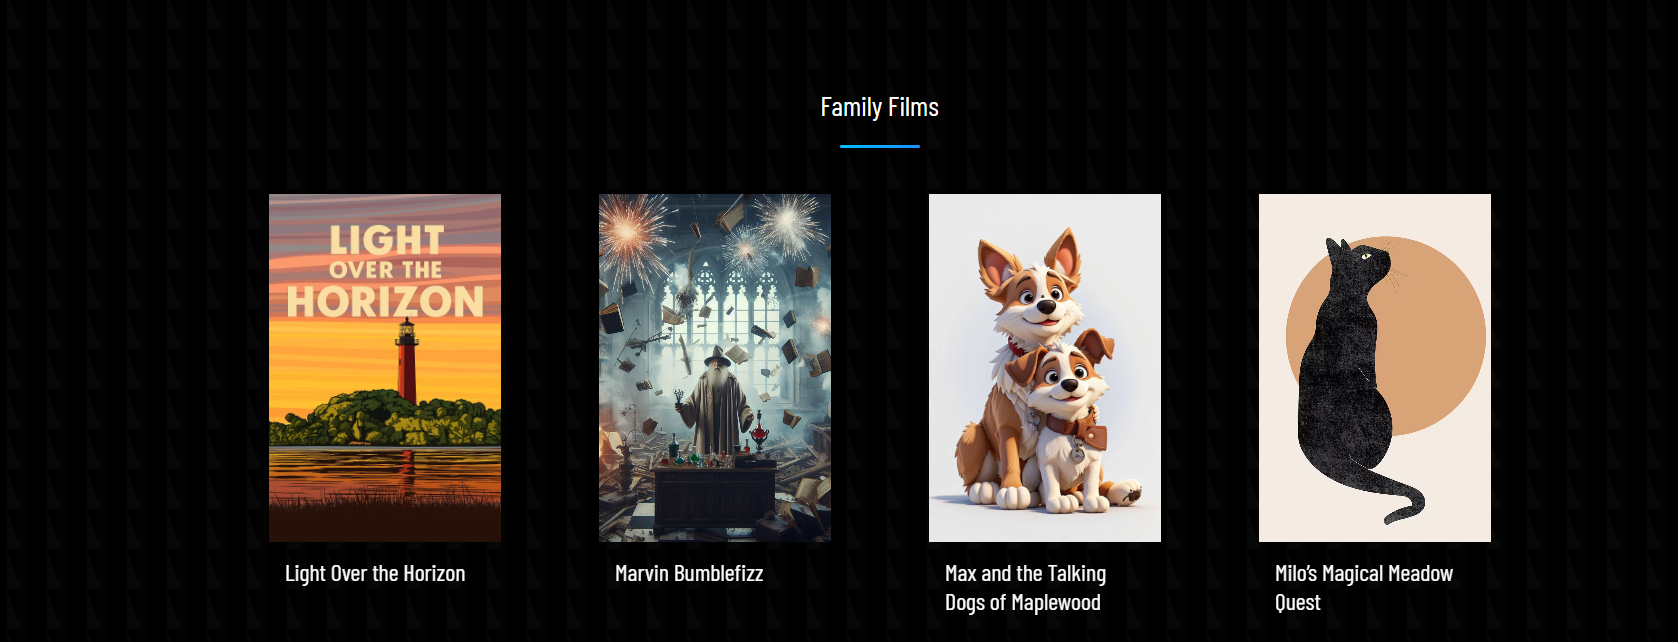 Family Films
LIGHT
OVER THE
HORIZON
Light Over the Horizon
Marvin Bumblefizz
Max and the Talking
Dogs of Maplewood
Milo's Magical Meadow
Quest